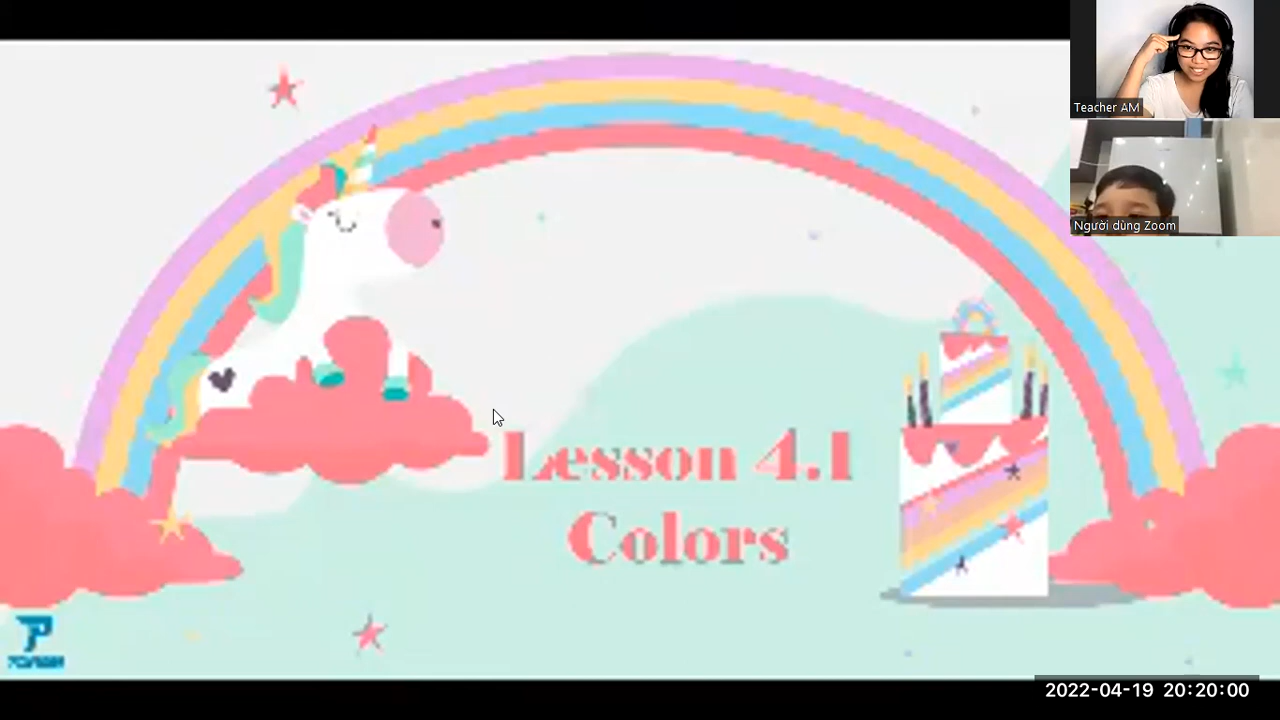 Teacher AM
Người dùng Zoom
Lesson 4.1
Colors
2022-04-19 20:20:00